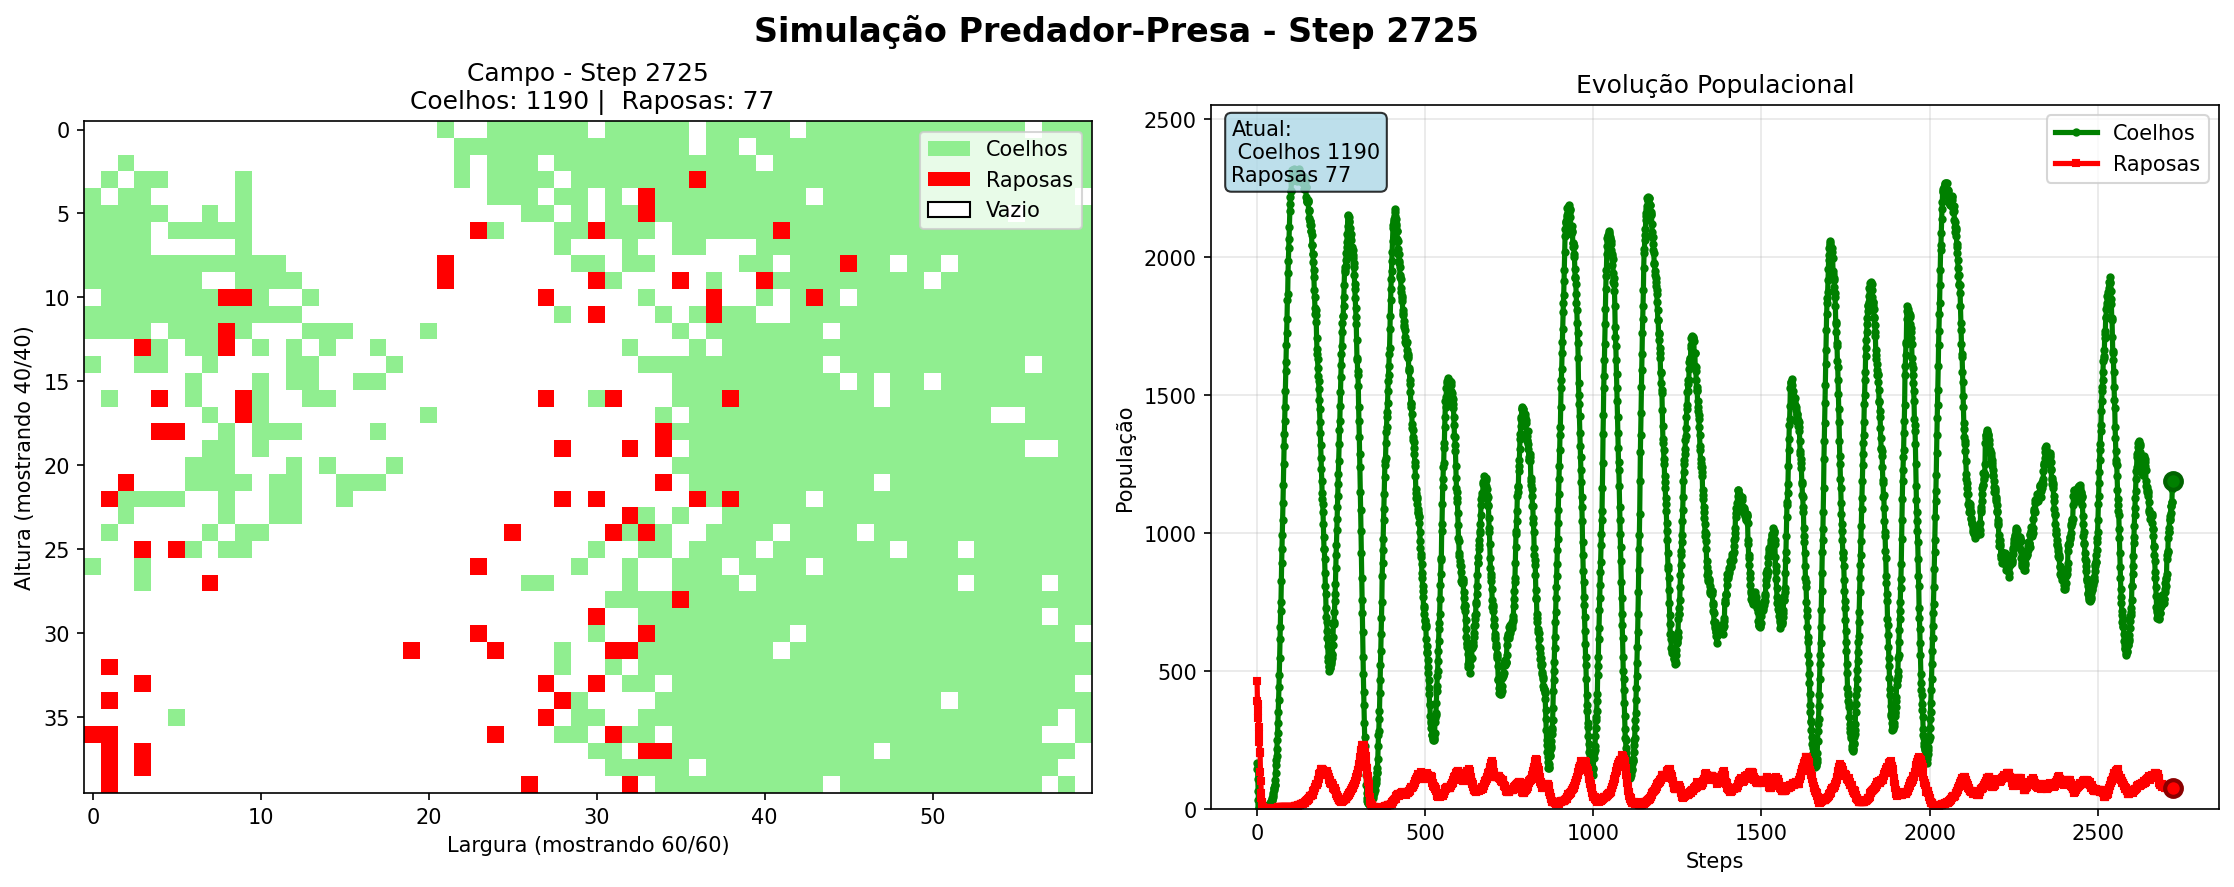 Simulação Predador-Presa - Step 2725
Campo - Step 2725
Coelhos: 1190 |  Raposas: 77
0
5
10
15
20
25
30
35
Altura (mostrando 40/40)
0
10
20
30
40
50
Largura (mostrando 60/60)
Coelhos
Raposas
Vazio
Evolução Populacional
Atual:
Coelhos 1190
Raposas 77
Coelhos
Raposas
2500
2000
1500
1000
500
0
População
0
500
1000
1500
2000
2500
Steps